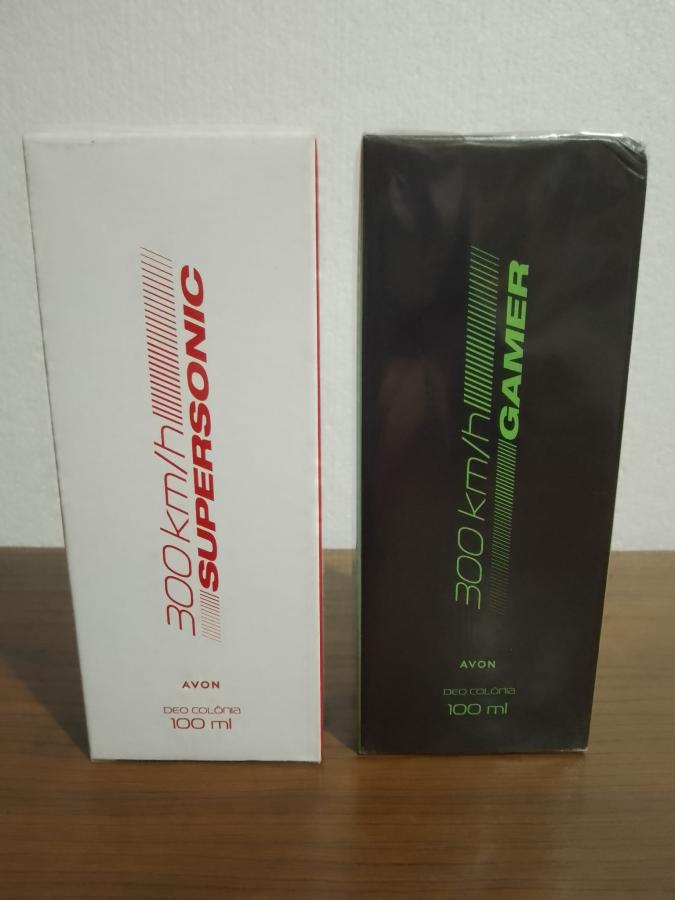 300 km/h
SUPERSONIC
AVON
DEO COLÔNIA
100 ml
300 km/h
GAMER
AVON
DEO COLÔNIA
100 ml